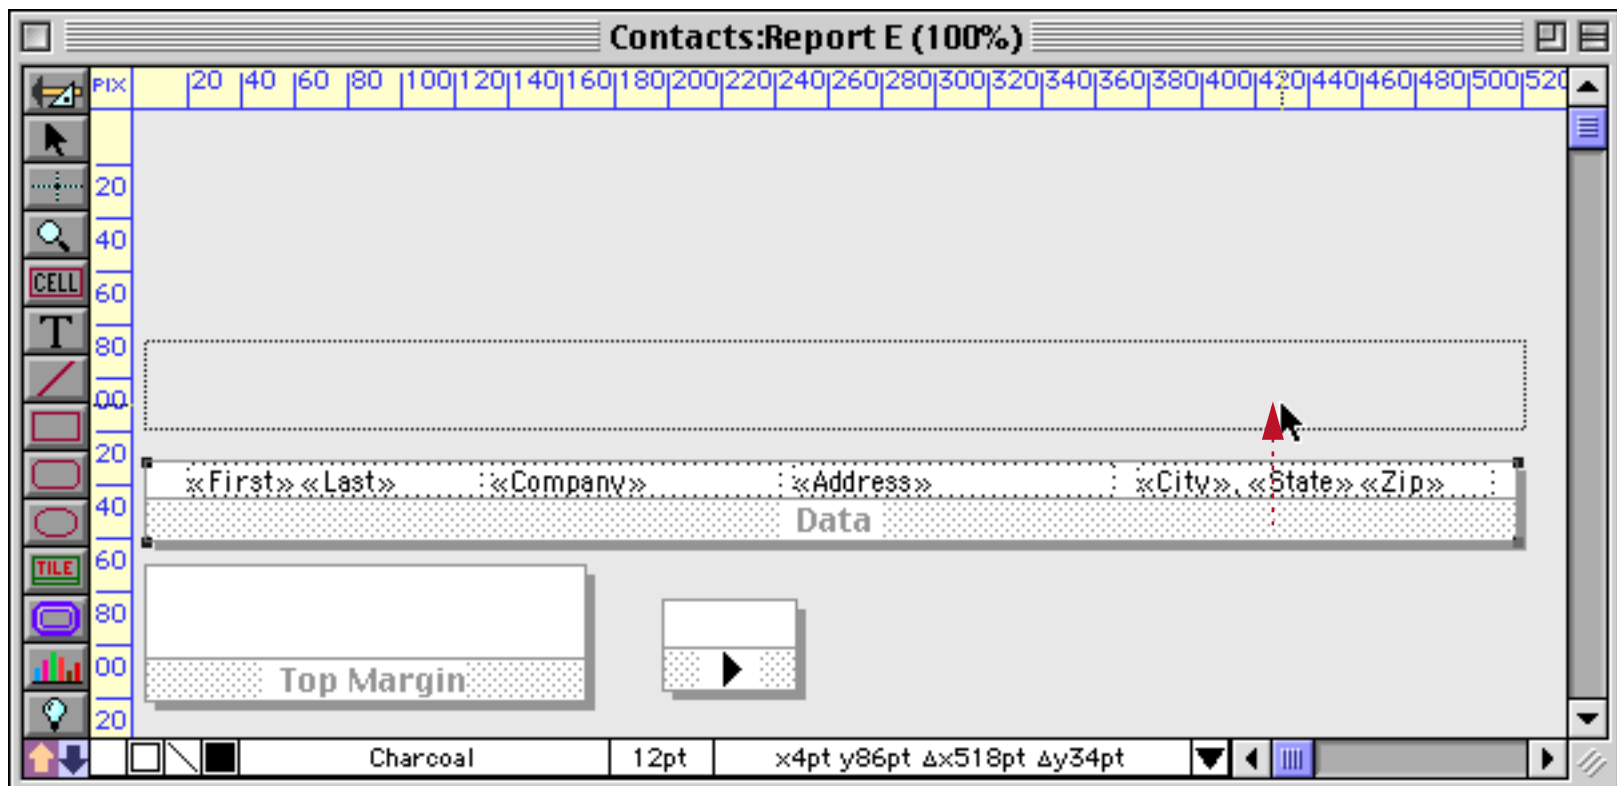 Contacts:Report E (100%)
PIX 20 40 60 80 100 120 140 160 180 200 220 240 260 280 300 320 340 360 380 400 420 440 460 480 500 520
20
40
CELL
60
T
80
00
20
«First» «Last» «Company» «Address» «City», «State» «Zip»
40
Data
60
TILE
80
00
Top Margin
20
Charcoal 12pt x4pt y86pt Δx518pt Δy34pt